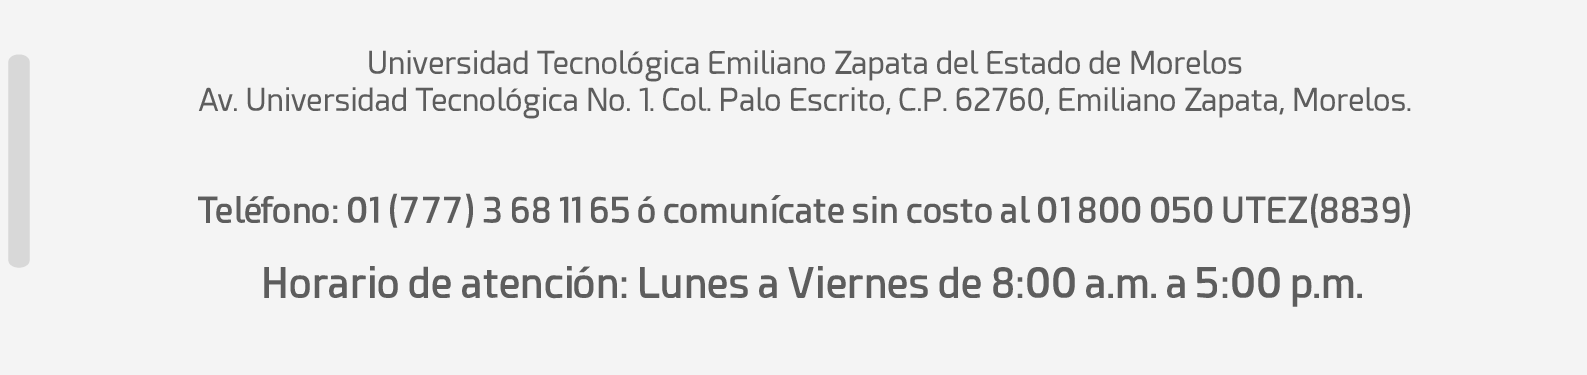 Universidad Tecnológica Emiliano Zapata del Estado de Morelos
Av. Universidad Tecnológica No. 1. Col. Palo Escrito, C.P. 62760, Emiliano Zapata, Morelos.
Teléfono: 01 (777) 3 68 11 65 ó comunícate sin costo al 01 800 050 UTEZ(8839)
Horario de atención: Lunes a Viernes de 8:00 a.m. a 5:00 p.m.